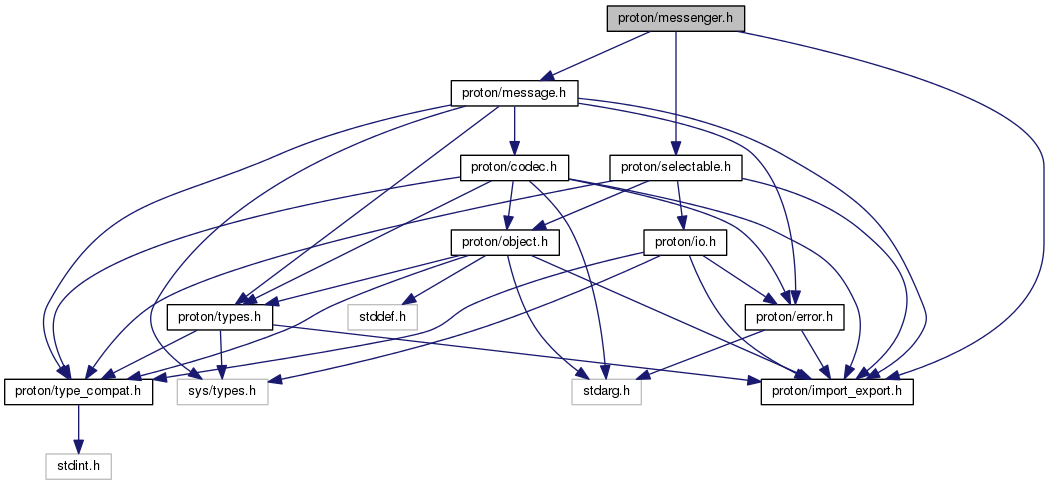 proton/messenger.h
proton/message.h
proton/codec.h
proton/selectable.h
proton/object.h
proton/io.h
proton/types.h
stddef.h
proton/error.h
proton/type_compat.h
sys/types.h
stdarg.h
proton/import_export.h
stdint.h